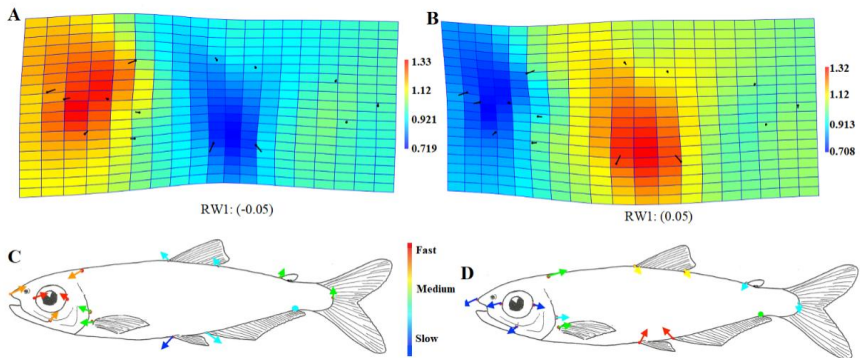 A
B
1.33
1.12
0.921
0.719
1.32
1.12
0.913
0.708
RW1: (-0.05)
RW1: (0.05)
C
Fast
Medium
Slow
D